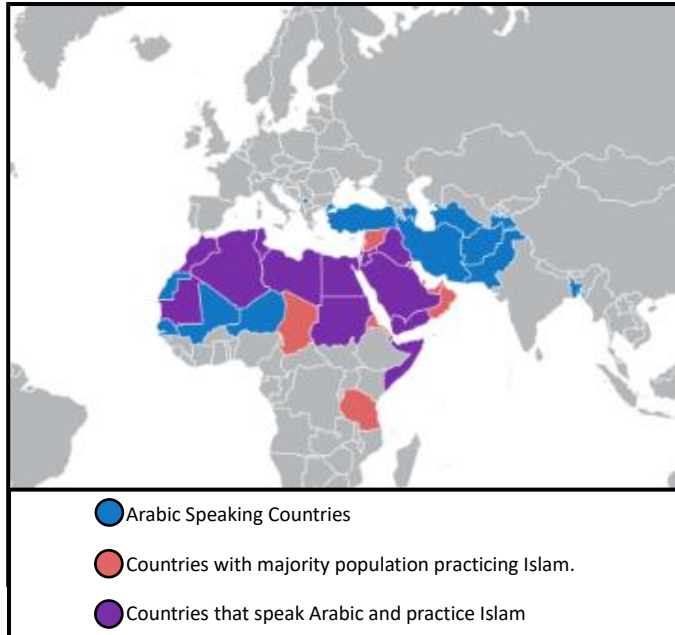 Arabic Speaking Countries
Countries with majority population practicing Islam.
Countries that speak Arabic and practice Islam